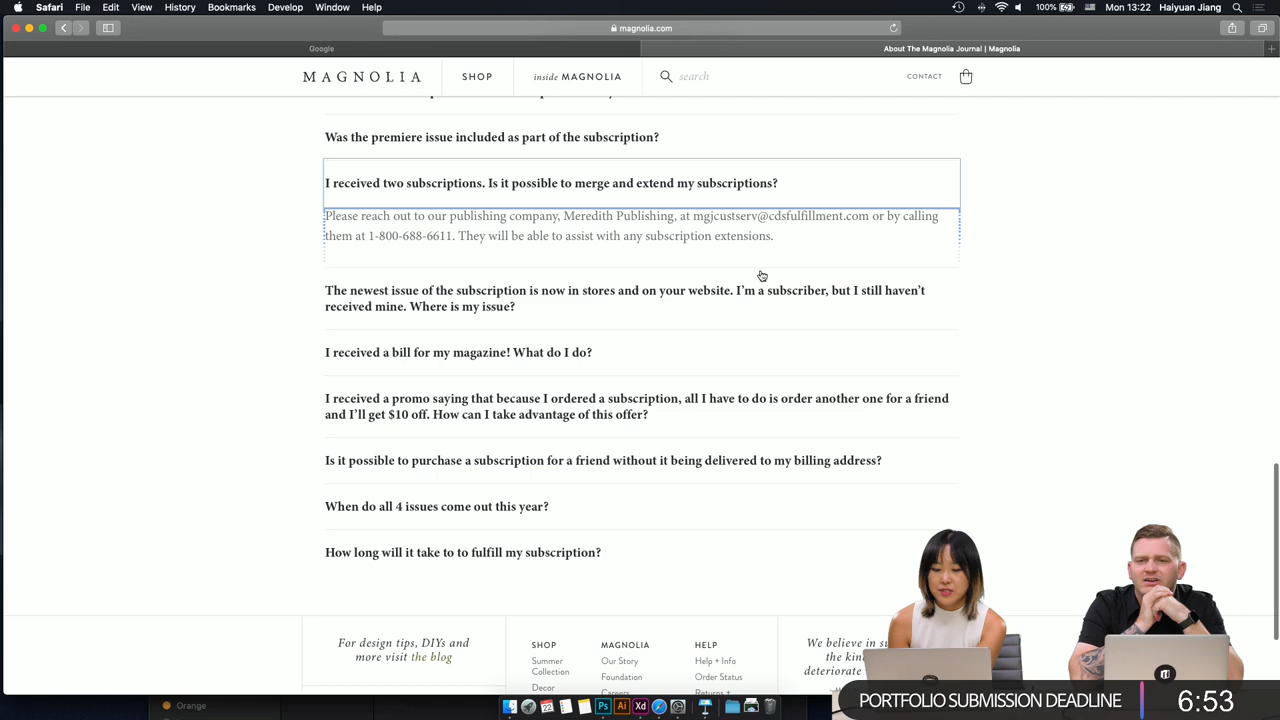 Safari File Edit View History Bookmarks Develop Window Help
100% Mon 13:22 Haiyuan Jiang
magnolia.com
Google
About The Magnolia Journal | Magnolia
MAGNOLIA
SHOP
inside MAGNOLIA
search
CONTACT
Was the premiere issue included as part of the subscription?
I received two subscriptions. Is it possible to merge and extend my subscriptions?
Please reach out to our publishing company, Meredith Publishing, at mgjcustserv@cdsfulfillment.com or by calling
them at 1-800-688-6611. They will be able to assist with any subscription extensions.
The newest issue of the subscription is now in stores and on your website. I’m a subscriber, but I still haven’t
received mine. Where is my issue?
I received a bill for my magazine! What do I do?
I received a promo saying that because I ordered a subscription, all I have to do is order another one for a friend
and I’ll get $10 off. How can I take advantage of this offer?
Is it possible to purchase a subscription for a friend without it being delivered to my billing address?
When do all 4 issues come out this year?
How long will it take to to fulfill my subscription?
For design tips, DIYs and
more visit the blog
SHOP
Summer
Collection
Decor
MAGNOLIA
Our Story
Foundation
Careers
HELP
Help + Info
Order Status
Returns +
We believe in
the kin
deteriorate
Orange
Ps Ai Xd
PORTFOLIO SUBMISSION DEADLINE
6:53